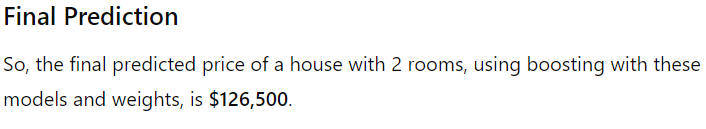 Final Prediction
So, the final predicted price of a house with 2 rooms, using boosting with these
models and weights, is $126,500.